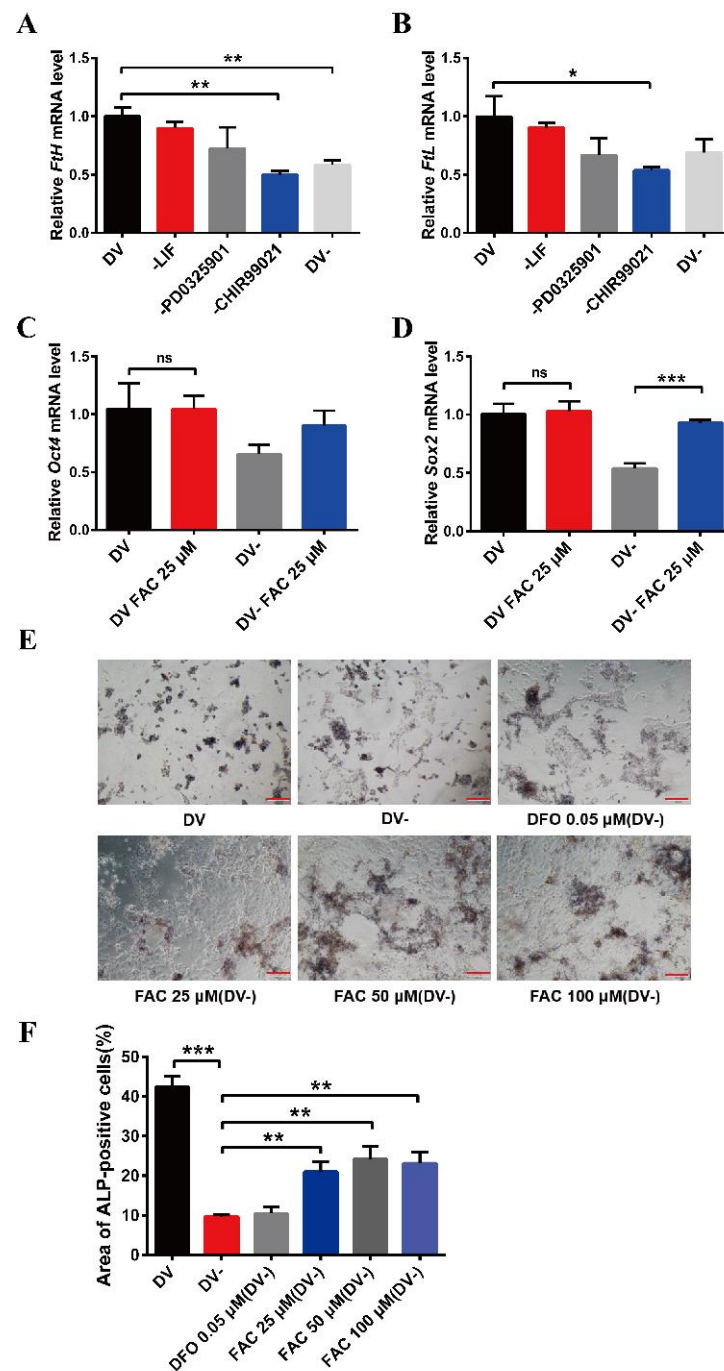 A
Relative FtH mRNA level
1.5
1.0
0.5
0.0
**
**
DV
-LIF
-PD0325901
-CHIR99021
DV-
B
Relative FtL mRNA level
1.5
1.0
0.5
0.0
*
DV
-LIF
-PD0325901
-CHIR99021
DV-
C
Relative Oct4 mRNA level
1.5
1.0
0.5
0.0
ns
DV
DV FAC 25 µM
DV-
DV- FAC 25 µM
D
Relative Sox2 mRNA level
1.5
1.0
0.5
0.0
ns
***
DV
DV FAC 25 µM
DV-
DV- FAC 25 µM
E
DV
DV-
DFO 0.05 µM(DV-)
FAC 25 µM(DV-)
FAC 50 µM(DV-)
FAC 100 µM(DV-)
F
Area of ALP-positive cells(%)
50
40
30
20
10
0
***
**
**
**
DV
DV-
DFO 0.05 µM(DV-)
FAC 25 µM(DV-)
FAC 50 µM(DV-)
FAC 100 µM(DV-)